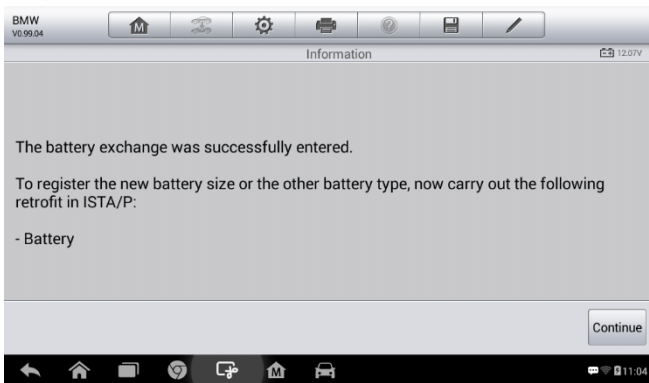 BMW
V0.99.04
Information
12.07V
The battery exchange was successfully entered.
To register the new battery size or the other battery type, now carry out the following
retrofit in ISTA/P:
- Battery
Continue
11:04